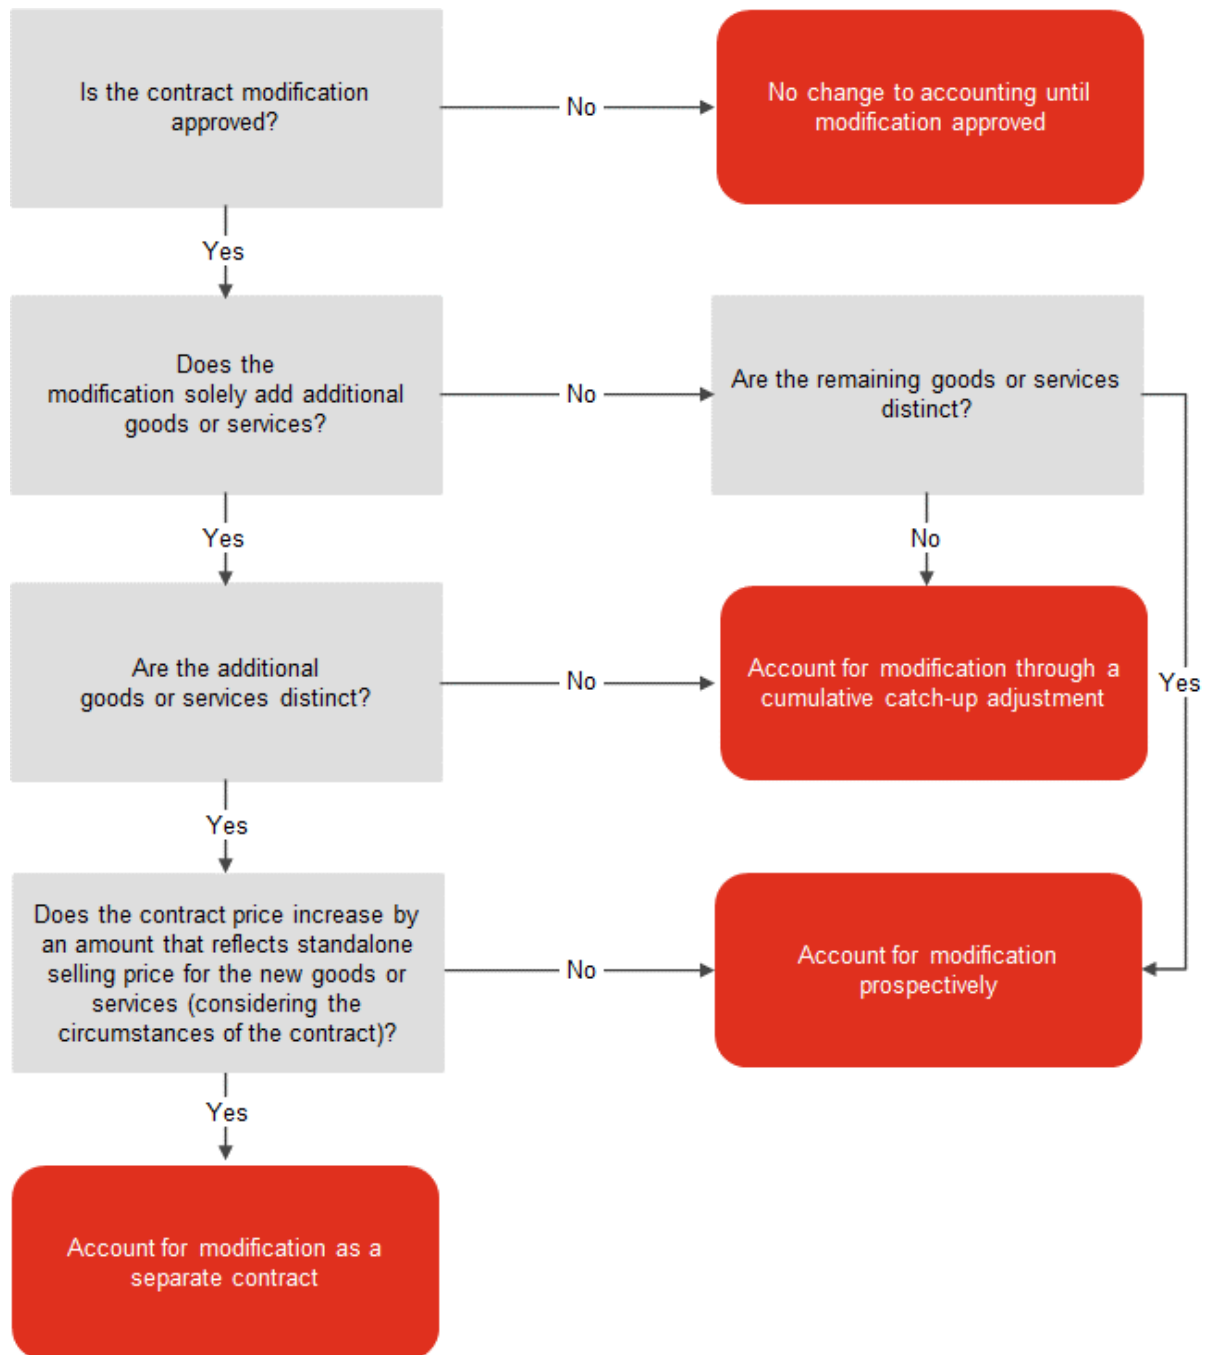 Is the contract modification
approved?
No
No change to accounting until
modification approved
Yes
Does the
modification solely add additional
goods or services?
No
Are the remaining goods or services
distinct?
Yes
No
Are the additional
goods or services distinct?
No
Account for modification through a
cumulative catch-up adjustment
Yes
Yes
Does the contract price increase by
an amount that reflects standalone
selling price for the new goods or
services (considering the
circumstances of the contract)?
No
Account for modification
prospectively
Yes
Account for modification as a
separate contract